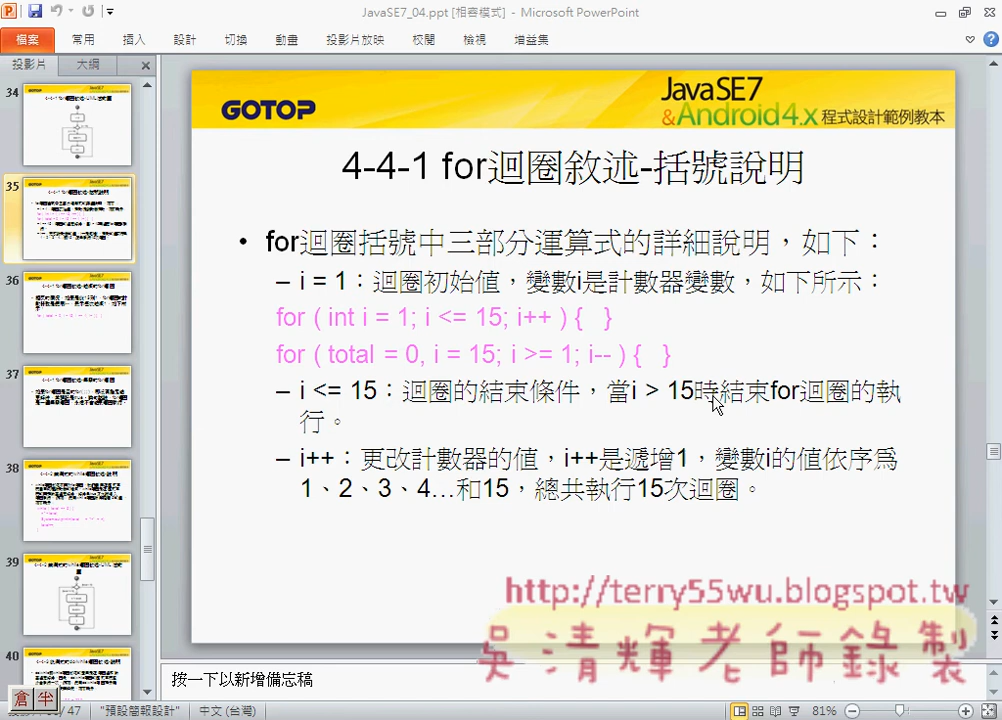 JavaSE7_04.ppt [相容模式] - Microsoft PowerPoint
檔案 常用 插入 設計 切換 動畫 投影片放映 校閱 檢視 增益集
投影片 大綱
34
35
36
37
38
39
40
GOTOP
JavaSE7
&Android4.x 程式設計範例教本
4-4-1 for迴圈敘述-括號說明
• for迴圈括號中三部分運算式的詳細說明，如下：
– i = 1：迴圈初始值，變數i是計數器變數，如下所示：
for ( int i = 1; i <= 15; i++ ) { }
for ( total = 0, i = 15; i >= 1; i-- ) { }
– i <= 15：迴圈的結束條件，當i > 15時結束for迴圈的執
行。
– i++：更改計數器的值，i++是遞增1，變數i的值依序為
1、2、3、4…和15，總共執行15次迴圈。
http://terry55wu.blogspot.tw
吳清輝老師錄製
按一下以新增備忘稿
倉 半
/ 47 "預設簡報設計" 中文 (台灣) 81%